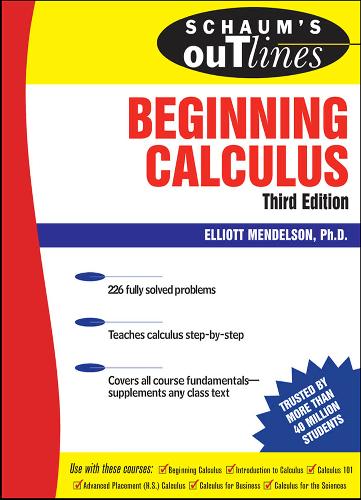 SCHAUM'S
ouTlines
BEGINNING
CALCULUS
Third Edition
ELLIOTT MENDELSON, Ph.D.
226 fully solved problems
Teaches calculus step-by-step
Covers all course fundamentals—
supplements any class text
TRUSTED BY
MORE THAN
40 MILLION
STUDENTS
Use with these courses: Beginning Calculus Introduction to Calculus Calculus 101
Advanced Placement (H.S.) Calculus Calculus for Business Calculus for the Sciences